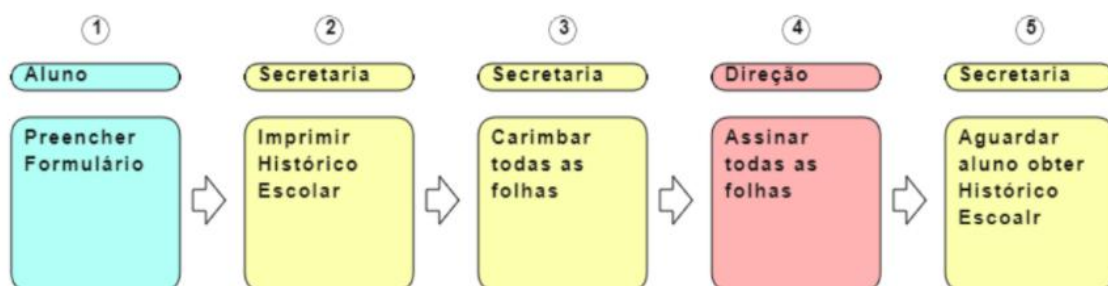 1
Aluno
Preencher
Formulário
2
Secretaria
Imprimir
Histórico
Escolar
3
Secretaria
Carimbar
todas as
folhas
4
Direção
Assinar
todas as
folhas
5
Secretaria
Aguardar
aluno obter
Histórico
Escoalr